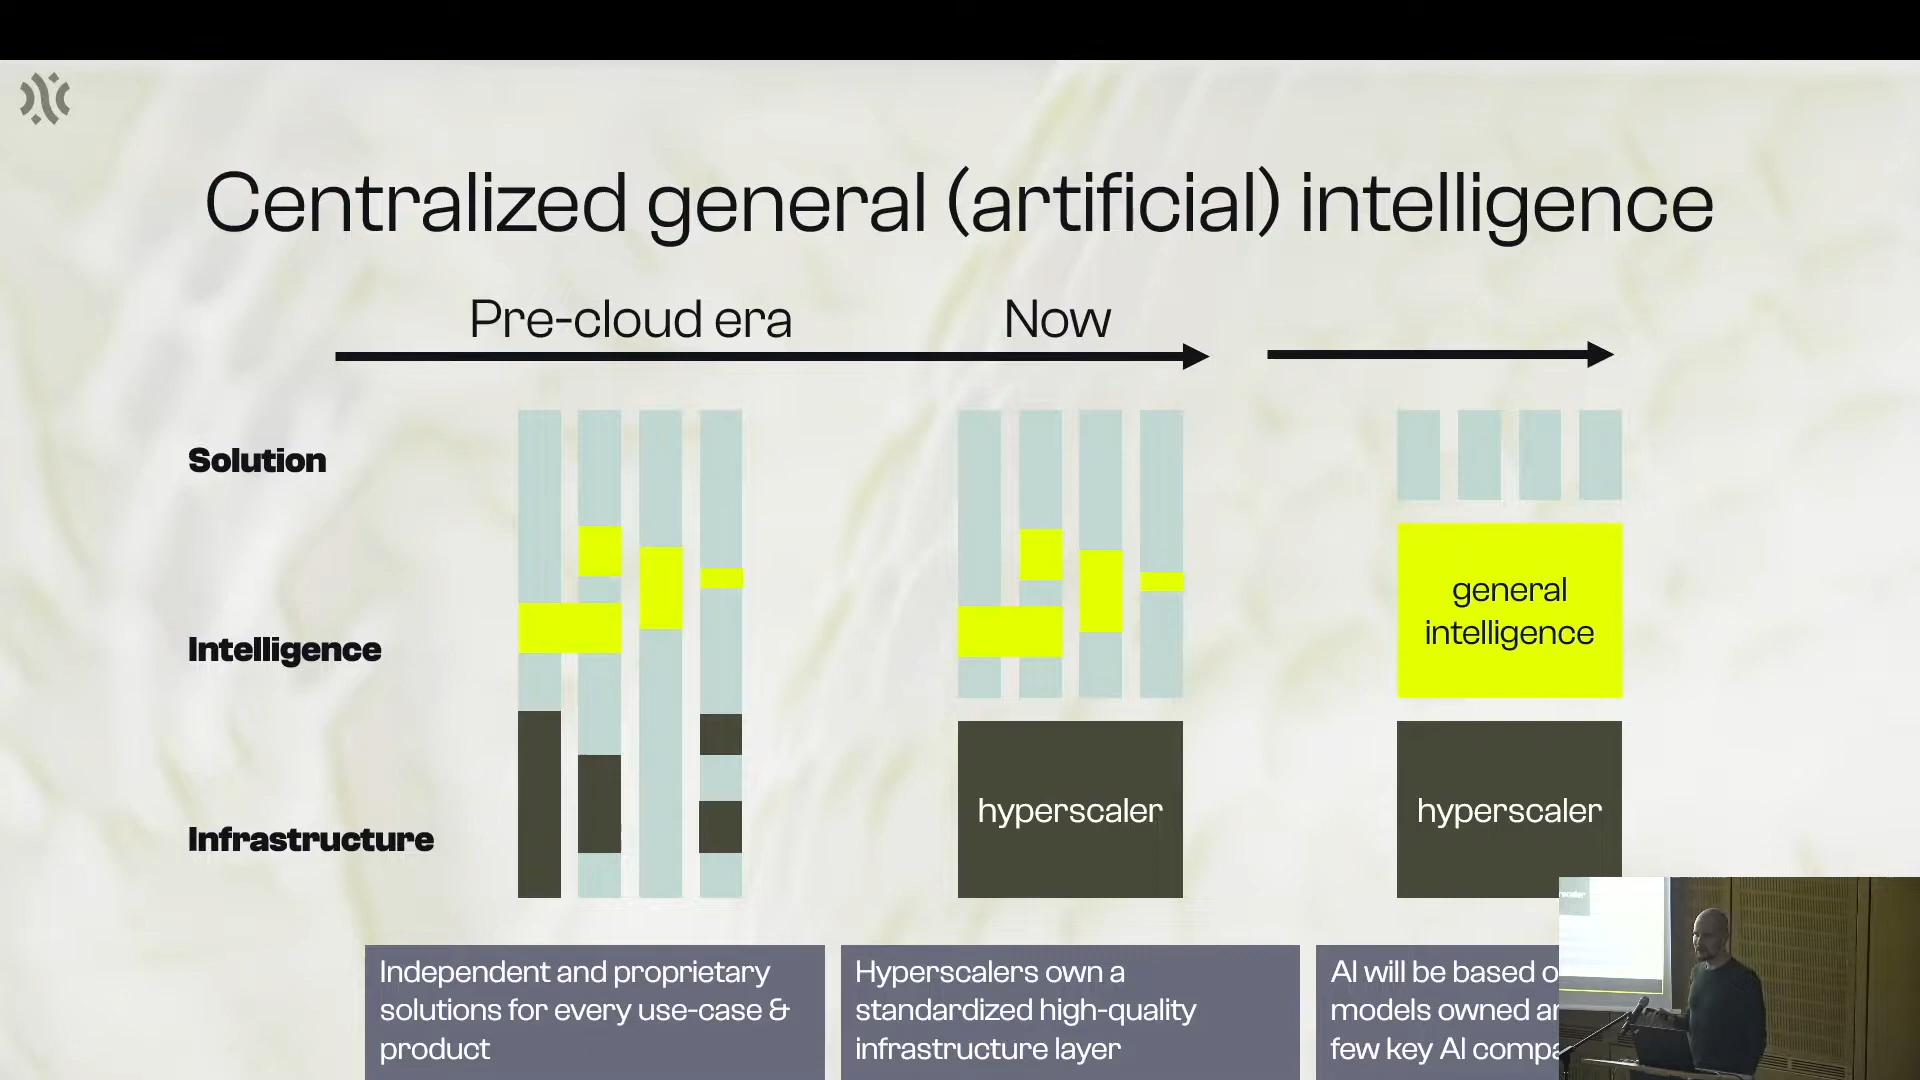 Centralized general (artificial) intelligence
Pre-cloud era
Now
Solution
Intelligence
Infrastructure
hyperscaler
general
intelligence
hyperscaler
Independent and proprietary
solutions for every use-case &
product
Hyperscalers own a
standardized high-quality
infrastructure layer
AI will be based
models owned
few key AI